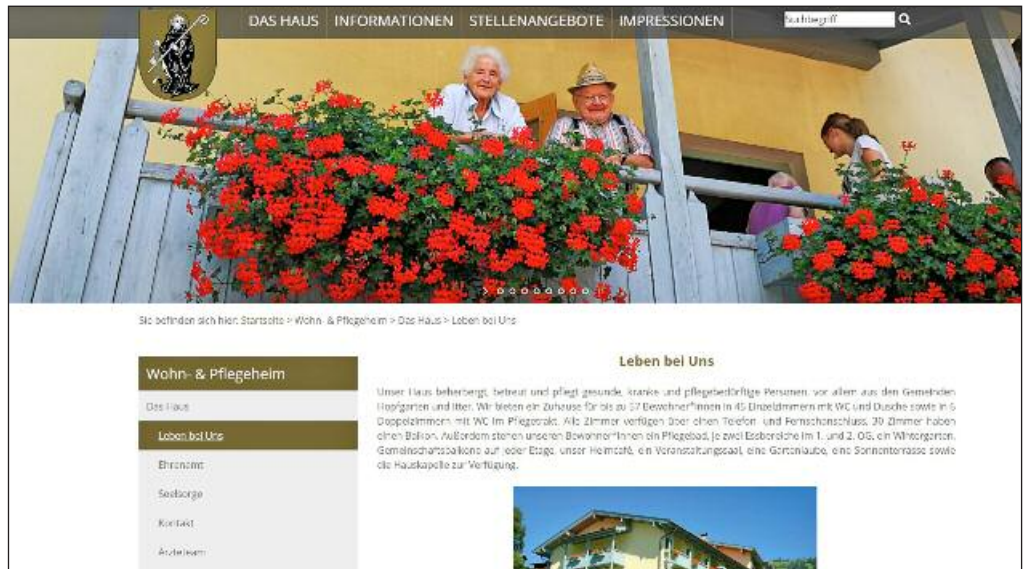 DAS HAUS INFORMATIONEN STELLENANGEBOTE IMPRESSIONEN Suchbegriff
Sie befinden sich hier: Startseite > Wohn- & Pflegeheim > Das Haus > Leben bei Uns
Wohn- & Pflegeheim
Das Haus
Leben bei Uns
Ehrenamt
Seelsorge
Kontakt
Ärzteteam
Leben bei Uns
Unser Haus beherbergt, betreut und pflegt gesunde, kranke und pflegebedürftige Personen, vor allem aus den Gemeinden
Hopfgarten und Itter. Wir bieten ein Zuhause für bis zu 57 Bewohner*innen in 45 Einzelzimmern mit WC und Dusche sowie in 6
Doppelzimmern mit WC im Pflegetrakt. Alle Zimmer verfügen über einen Telefon- und Fernsehanschluss. 30 Zimmer haben
einen Balkon. Außerdem stehen unseren Bewohner*innen ein Pflegebad, je zwei Essbereiche im 1. und 2. OG, ein Wintergarten,
Gemeinschaftsbalkone auf jeder Etage, unser Heimcafé, ein Veranstaltungssaal, eine Gartenlaube, eine Sonnenterrasse sowie
die Hauskapelle zur Verfügung.